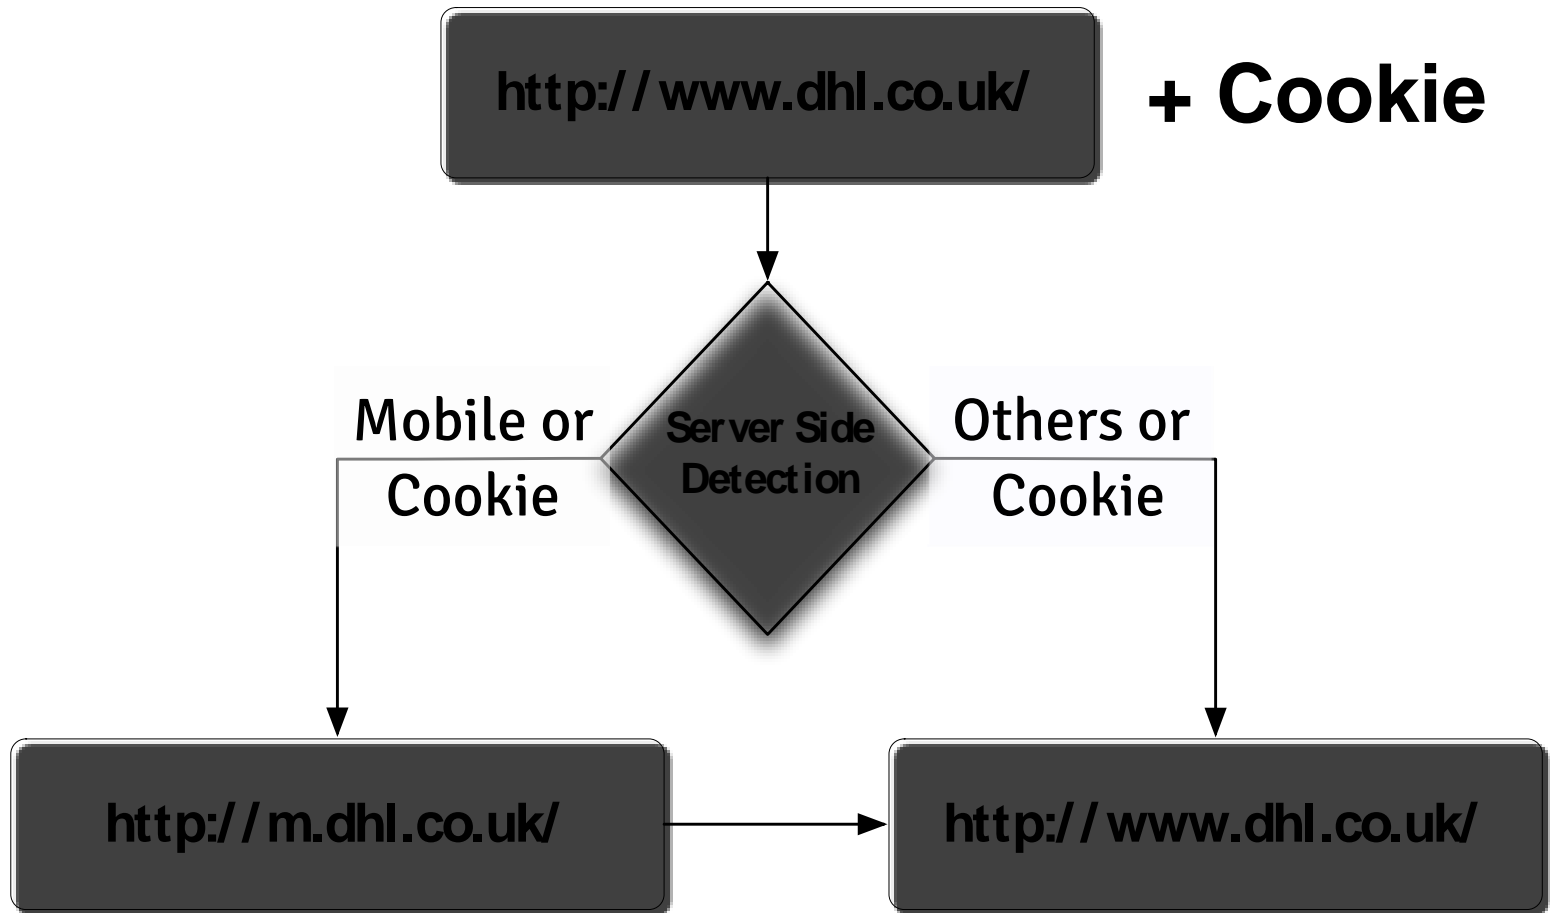 http://www.dhl.co.uk/
+ Cookie
Mobile or
Cookie
Server Side
Detection
Others or
Cookie
http://m.dhl.co.uk/
http://www.dhl.co.uk/